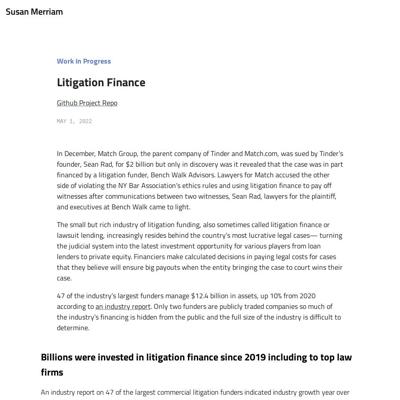 Susan Merriam
Work In Progress
Litigation Finance
Github Project Repo
MAY 1, 2022
In December, Match Group, the parent company of Tinder and Match.com, was sued by Tinder's
founder, Sean Rad, for $2 billion but only in discovery was it revealed that the case was in part
financed by a litigation funder, Bench Walk Advisors. Lawyers for Match accused the other
side of violating the NY Bar Association's ethics rules and using litigation finance to pay off
witnesses after communications between two witnesses, Sean Rad, lawyers for the plaintiff,
and executives at Bench Walk came to light.
The small but rich industry of litigation funding, also sometimes called litigation finance or
lawsuit lending, increasingly resides behind the country's most lucrative legal cases— turning
the judicial system into the latest investment opportunity for various players from loan
lenders to private equity. Financiers make calculated decisions in paying legal costs for cases
that they believe will ensure big payouts when the entity bringing the case to court wins their
case.
47 of the industry's largest funders manage $12.4 billion in assets, up 10% from 2020
according to an industry report. Only two funders are publicly traded companies so much of
the industry's financing is hidden from the public and the full size of the industry is difficult to
determine.
Billions were invested in litigation finance since 2019 including to top law
firms
An industry report on 47 of the largest commercial litigation funders indicated industry growth year over